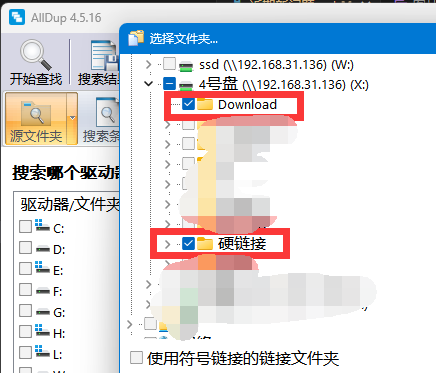 AllDup 4.5.16
选择文件夹...
开始查找
搜索结
源文件夹
搜索条
搜索哪个驱动
驱动器/文件夹
C:
D:
E:
F:
G:
H:
L:
ssd (\\192.168.31.136) (W:)
4号盘 (\\192.168.31.136) (X:)
Download
硬链接
使用符号链接的链接文件夹